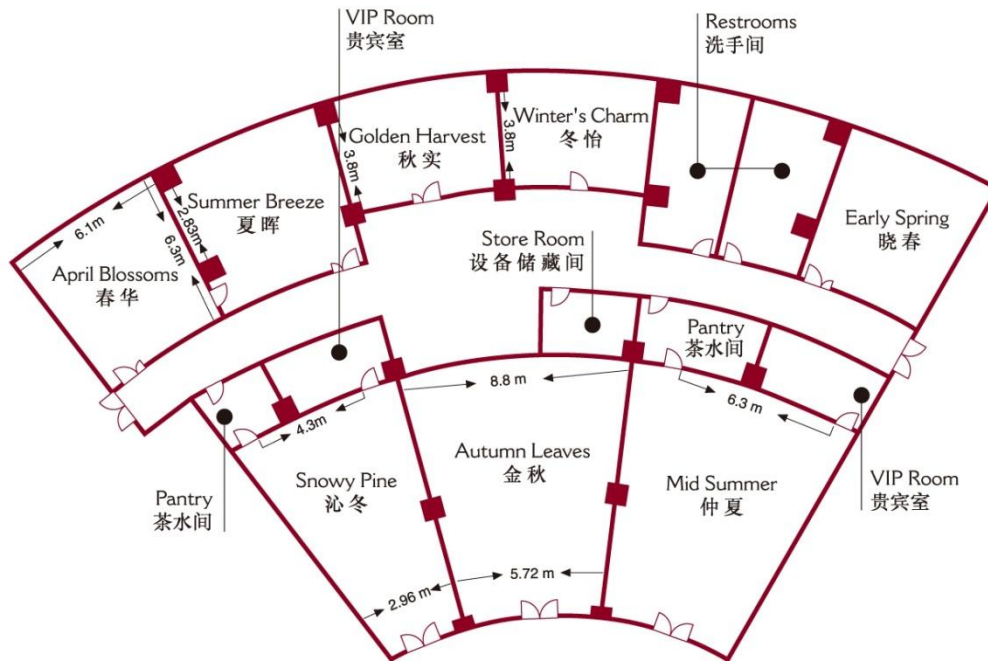 VIP Room
贵宾室
Restrooms
洗手间
Winter's Charm
冬怡
3.8m
Golden Harvest
秋实
3.8m
Summer Breeze
夏晖
2.83m
6.1m
6.3m
April Blossoms
春华
Early Spring
晓春
Store Room
设备储藏间
Pantry
茶水间
8.8 m
6.3 m
4.3m
Autumn Leaves
金秋
Snowy Pine
沁冬
Mid Summer
仲夏
VIP Room
贵宾室
Pantry
茶水间
5.72 m
2.96 m